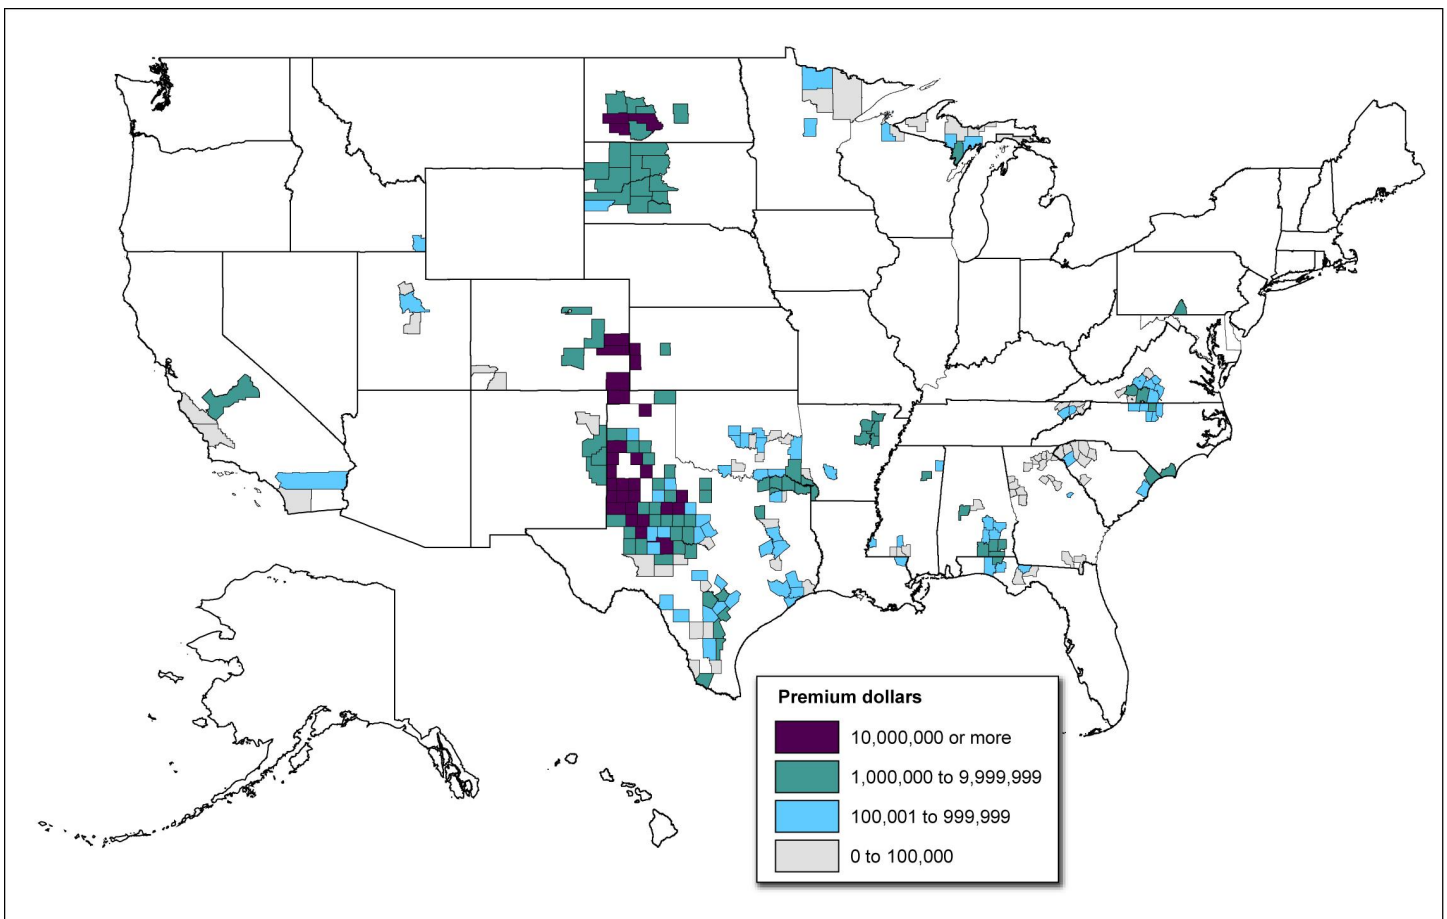 Premium dollars
10,000,000 or more
1,000,000 to 9,999,999
100,001 to 999,999
0 to 100,000